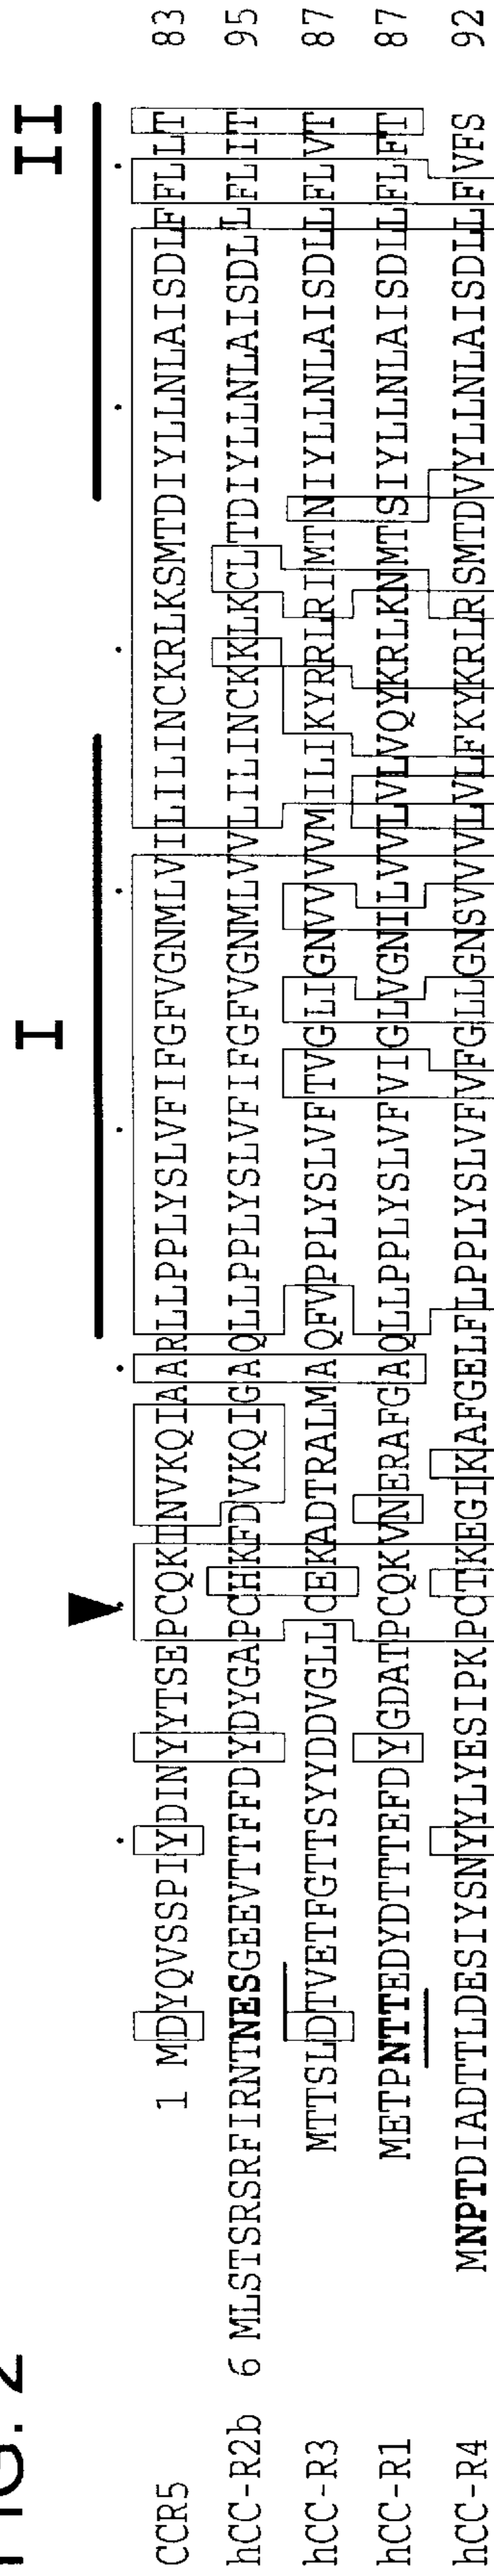 FIG. 2
I II
CCR5 1 MDYQVSSPIYDINYYTSEPCQKINVKQIAARLLPPLYSLVFIFGFVGNMLVILILINCKRLKSMTDIYLLNLAISDLFFLLT 83
hCC-R2b 6 MLSTSRSRFIRNTNESGEEVTTFFDYDYGAPCHKFDVKQIGAQLLPPLYSLVFIFGFVGNMLVVLILINCKKLKCLTDIYLLNLAISDLLFLIT 95
hCC-R3 MTTSLDTVETFGTTSYYDDVGLLCEKADTRALMAQFVPPLYSLVFTVGLIGNVVVVMILIKYRRLRIMTNIYLLNLAISDLLFLVT 87
hCC-R1 METPNTTEDYDTTTEFDYGDATPCQKVNERAFGAQLLPPLYSLVFVIGLVGNILVVLVLVQYKRLKNMTSIYLLNLAISDLLFLFT 87
hCC-R4 MNPTDIADTTLDESIYSNYYLYESIPKPCTKEGIKAFGELFLPPLYSLVFVFGLLGNSVVVLVLFKYKRLRSMTDVYLLNLAISDLLFVFS 92